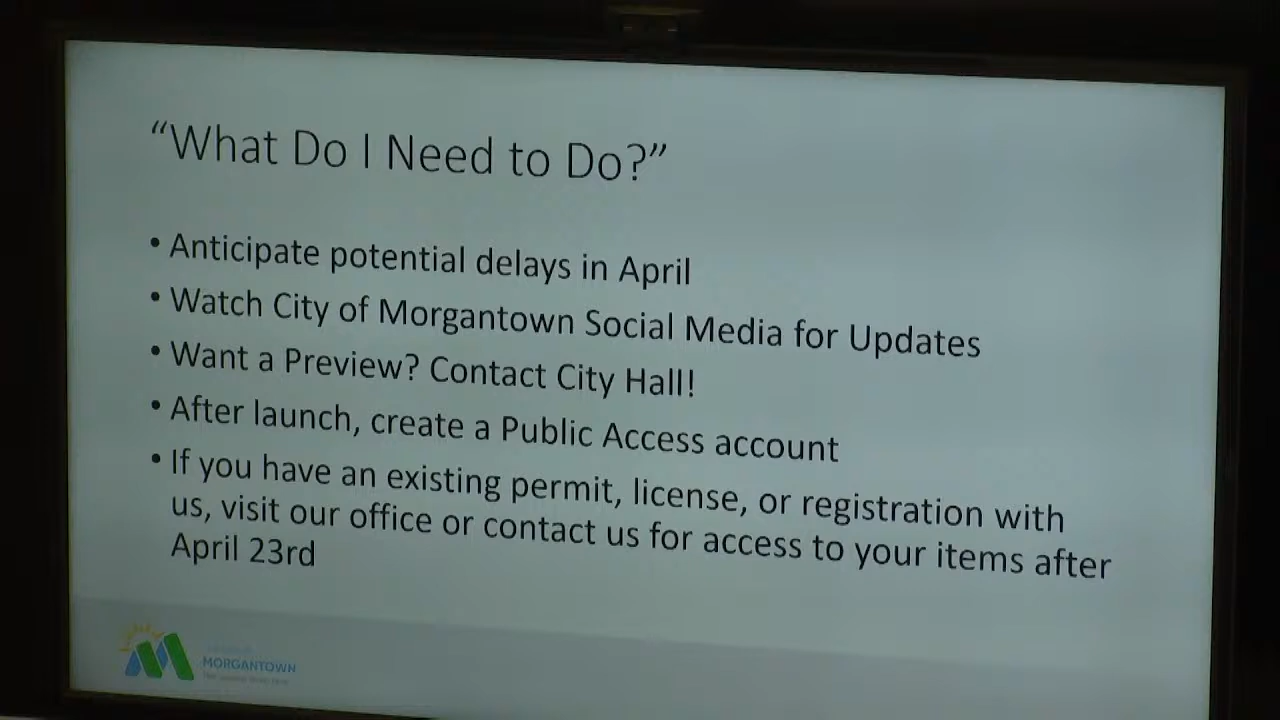 “What Do I Need to Do?”
• Anticipate potential delays in April
• Watch City of Morgantown Social Media for Updates
• Want a Preview? Contact City Hall!
• After launch, create a Public Access account
• If you have an existing permit, license, or registration with
us, visit our office or contact us for access to your items after
April 23rd
MORGANTOWN